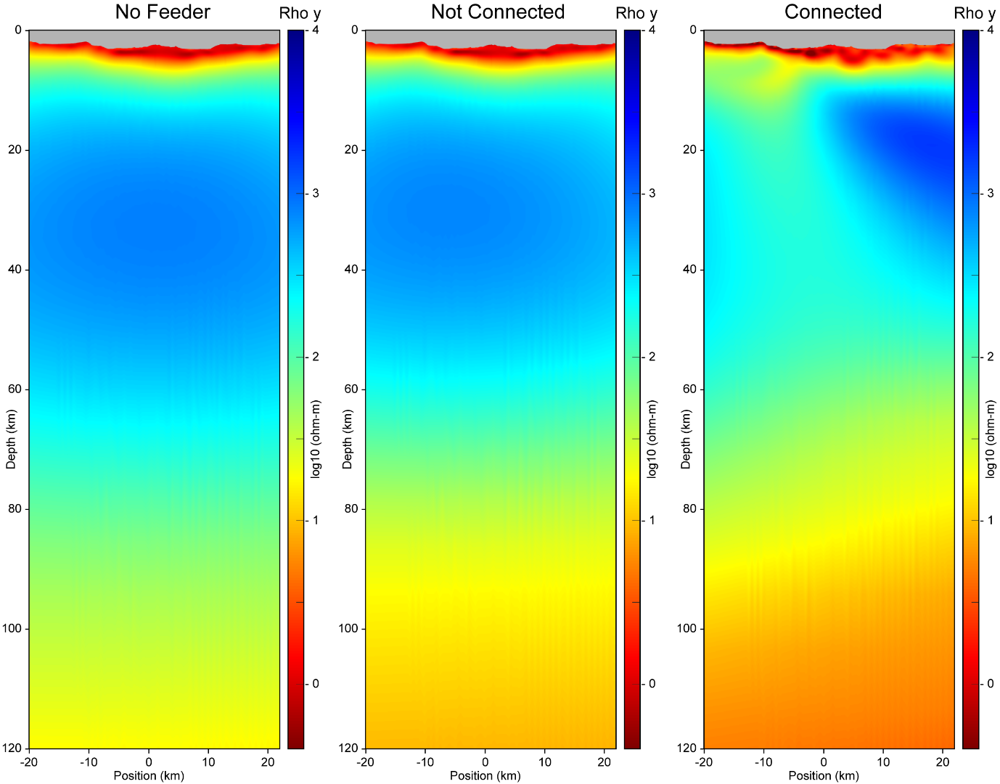 No Feeder
Rho y
Not Connected
Rho y
Connected
Rho y
0
20
40
60
80
100
120
Depth (km)
-20 -10 0 10 20
Position (km)
4
3
2
1
0
log10 (ohm-m)
0
20
40
60
80
100
120
Depth (km)
-20 -10 0 10 20
Position (km)
4
3
2
1
0
log10 (ohm-m)
0
20
40
60
80
100
120
Depth (km)
-20 -10 0 10 20
Position (km)
4
3
2
1
0
log10 (ohm-m)